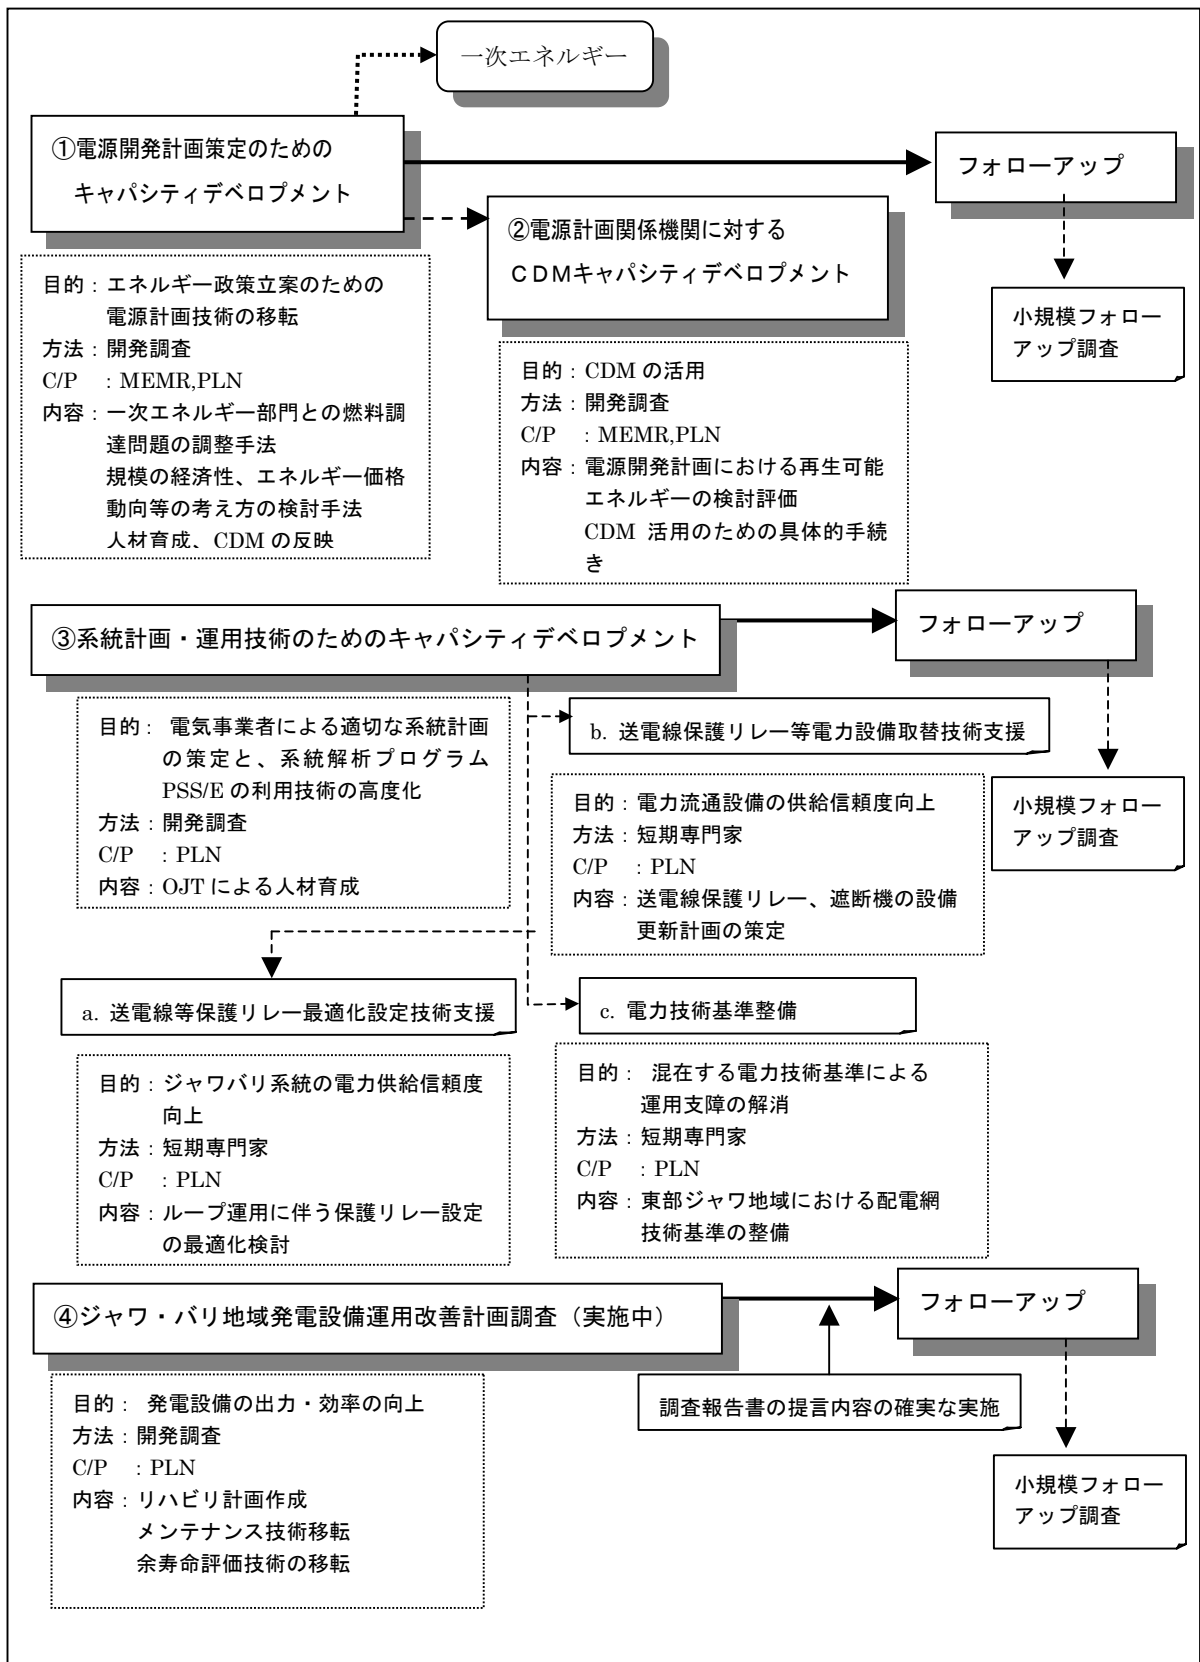 一次エネルギー
①電源開発計画策定のための
キャパシティデベロプメント
フォローアップ
②電源計画関係機関に対する
ＣＤＭキャパシティデベロプメント
小規模フォロー
アップ調査
目的：エネルギー政策立案のための
電源計画技術の移転
方法：開発調査
C/P ：MEMR,PLN
内容：一次エネルギー部門との燃料調
達問題の調整手法
規模の経済性、エネルギー価格
動向等の考え方の検討手法
人材育成、CDM の反映
目的：CDM の活用
方法：開発調査
C/P ：MEMR,PLN
内容：電源開発計画における再生可能
エネルギーの検討評価
CDM 活用のための具体的手続
き
③系統計画・運用技術のためのキャパシティデベロプメント
フォローアップ
目的： 電気事業者による適切な系統計画
の策定と、系統解析プログラム
PSS/E の利用技術の高度化
方法：開発調査
C/P ：PLN
内容：OJT による人材育成
b. 送電線保護リレー等電力設備取替技術支援
目的：電力流通設備の供給信頼度向上
方法：短期専門家
C/P ：PLN
内容：送電線保護リレー、遮断機の設備
更新計画の策定
小規模フォロー
アップ調査
a. 送電線等保護リレー最適化設定技術支援
目的：ジャワバリ系統の電力供給信頼度
向上
方法：短期専門家
C/P ：PLN
内容：ループ運用に伴う保護リレー設定
の最適化検討
c. 電力技術基準整備
目的： 混在する電力技術基準による
運用支障の解消
方法：短期専門家
C/P ：PLN
内容：東部ジャワ地域における配電網
技術基準の整備
④ジャワ・バリ地域発電設備運用改善計画調査（実施中）
フォローアップ
目的： 発電設備の出力・効率の向上
方法：開発調査
C/P ：PLN
内容：リハビリ計画作成
メンテナンス技術移転
余寿命評価技術の移転
調査報告書の提言内容の確実な実施
小規模フォロー
アップ調査